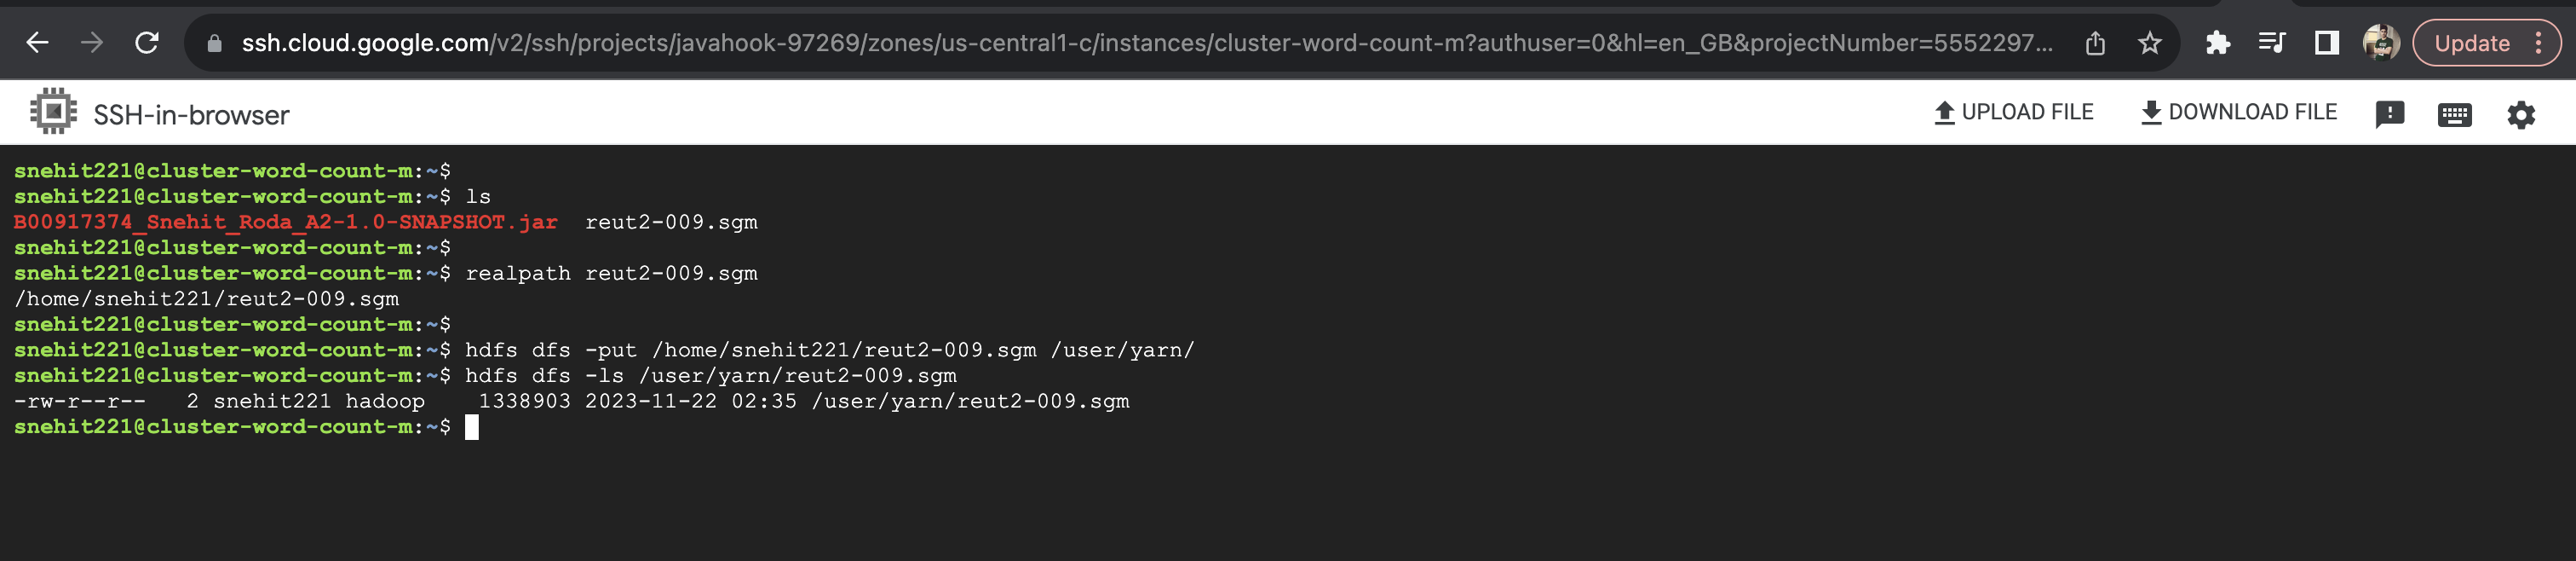 ssh.cloud.google.com/v2/ssh/projects/javahook-97269/zones/us-central1-c/instances/cluster-word-count-m?authuser=0&hl=en_GB&projectNumber=5552297... Update
SSH-in-browser UPLOAD FILE DOWNLOAD FILE
snehit221@cluster-word-count-m:~$
snehit221@cluster-word-count-m:~$ ls
B00917374_Snehit_Roda_A2-1.0-SNAPSHOT.jar  reut2-009.sgm
snehit221@cluster-word-count-m:~$
snehit221@cluster-word-count-m:~$ realpath reut2-009.sgm
/home/snehit221/reut2-009.sgm
snehit221@cluster-word-count-m:~$
snehit221@cluster-word-count-m:~$ hdfs dfs -put /home/snehit221/reut2-009.sgm /user/yarn/
snehit221@cluster-word-count-m:~$ hdfs dfs -ls /user/yarn/reut2-009.sgm
-rw-r--r--   2 snehit221 hadoop    1338903 2023-11-22 02:35 /user/yarn/reut2-009.sgm
snehit221@cluster-word-count-m:~$